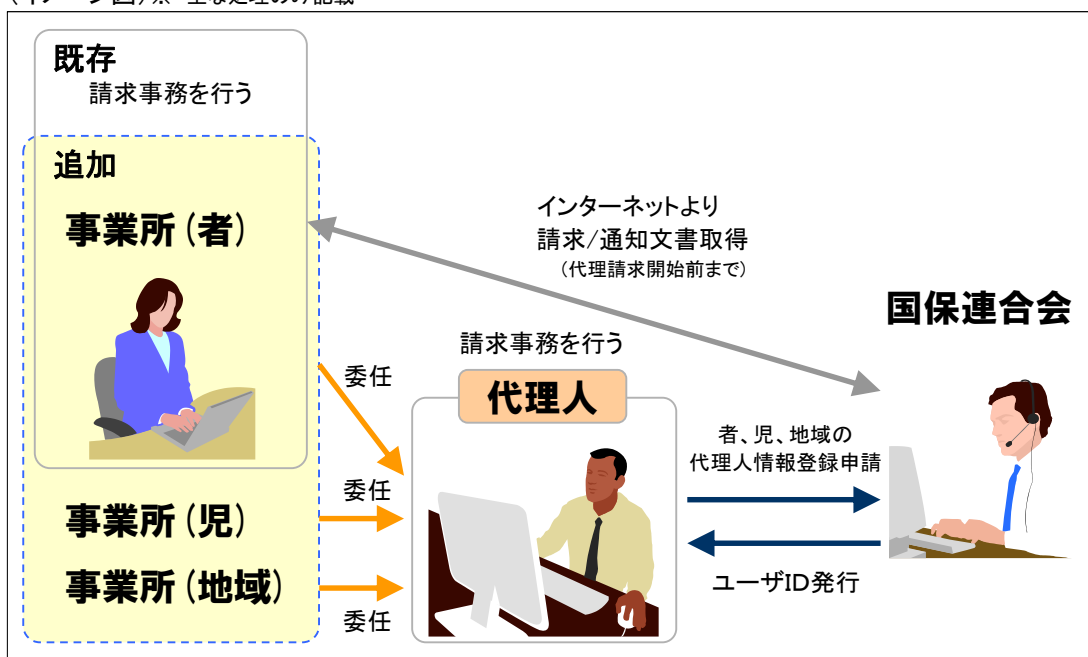 既存
請求事務を行う
追加
事業所(者)
インターネットより
請求/通知文書取得
(代理請求開始前まで)
国保連合会
請求事務を行う
代理人
委任
者、児、地域の
代理人情報登録申請
委任
事業所(児)
事業所(地域)
ユーザID発行
委任